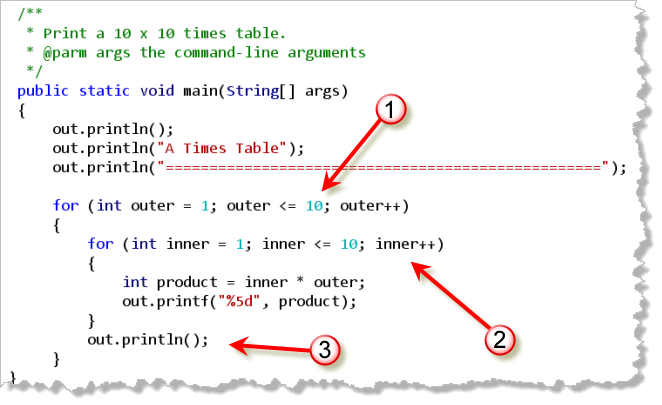 /**
 * Print a 10 x 10 times table.
 * @parm args the command-line arguments
 */
public static void main(String[] args)
{
    out.println();
    out.println("A Times Table");
    out.println("==================================================");
    for (int outer = 1; outer <= 10; outer++)
    {
        for (int inner = 1; inner <= 10; inner++)
        {
            int product = inner * outer;
            out.printf("%5d", product);
        }
        out.println();
    }
}
1
2
3